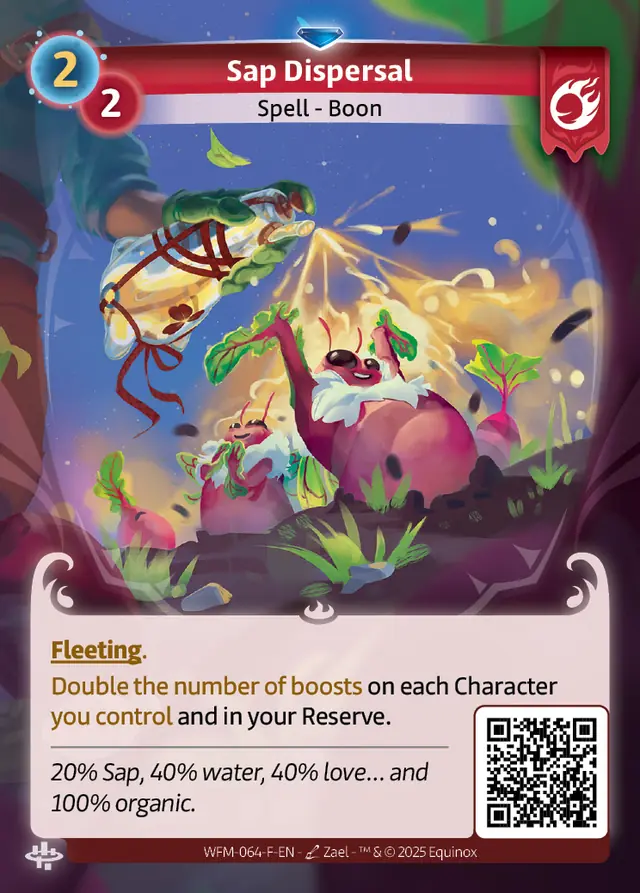 2
2
Sap Dispersal
Spell - Boon
Fleeting.
Double the number of boosts on each Character
you control and in your Reserve.
20% Sap, 40% water, 40% love... and
100% organic.
WFM-064-F-EN - Zael - ™ & © 2025 Equinox